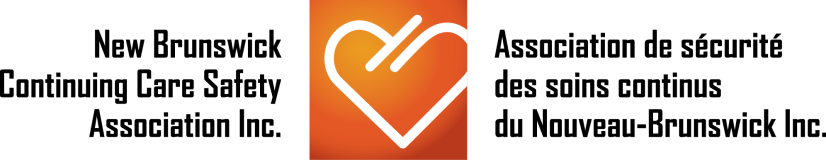 New Brunswick
Continuing Care Safety
Association Inc.
Association de sécurité
des soins continus
du Nouveau-Brunswick Inc.